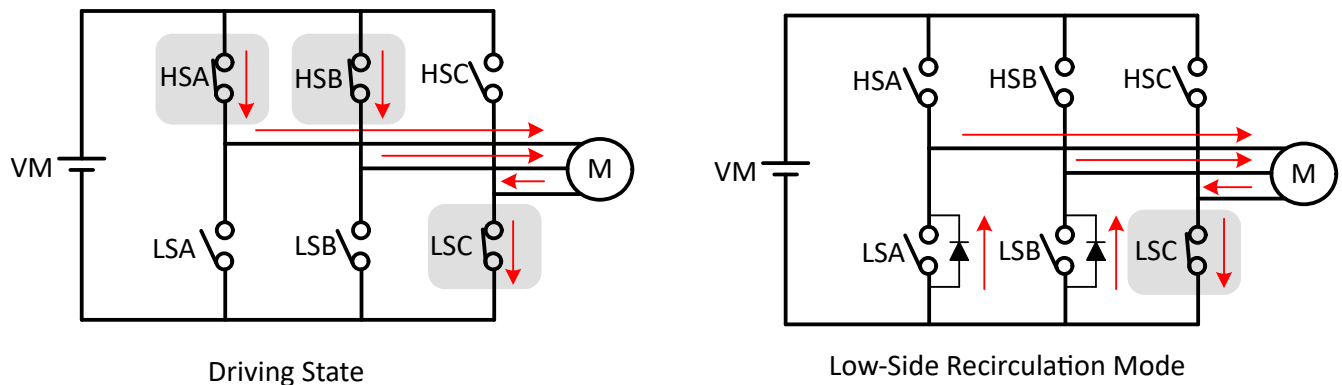 HSA
HSB
HSC
VM
M
LSA
LSB
LSC
Driving State
HSA
HSB
HSC
VM
M
LSA
LSB
LSC
Low-Side Recirculation Mode